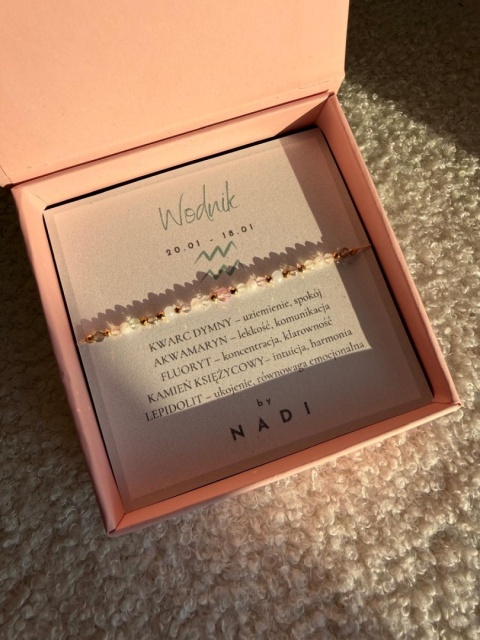 Wodnik
20.01 - 18.01
KWARC DYMNY – uziemienie, spokój
AKWAMARYN – lekkość, komunikacja
FLUORYT – koncentracja, klarowność
KAMIEŃ KSIĘŻYCOWY – intuicja, harmonia
LEPIDOLIT – ukojenie, równowaga emocjonalna
by
NADI